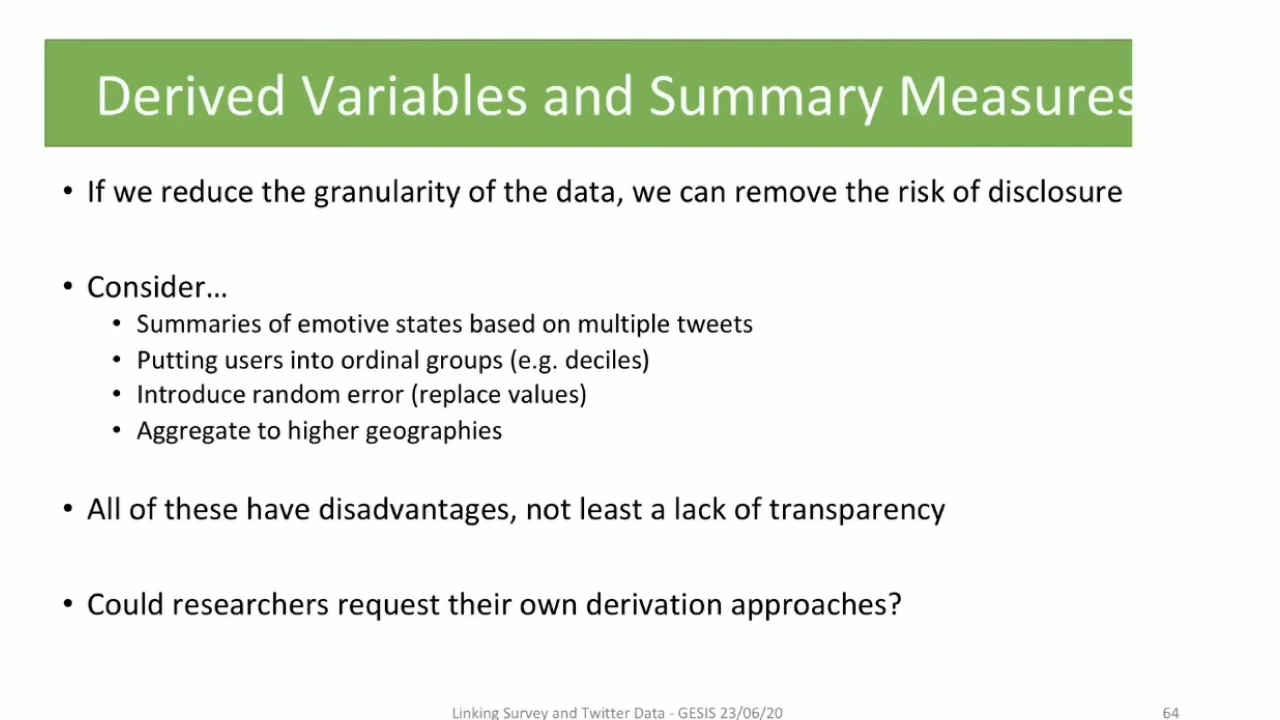 Derived Variables and Summary Measures
• If we reduce the granularity of the data, we can remove the risk of disclosure
• Consider…
• Summaries of emotive states based on multiple tweets
• Putting users into ordinal groups (e.g. deciles)
• Introduce random error (replace values)
• Aggregate to higher geographies
• All of these have disadvantages, not least a lack of transparency
• Could researchers request their own derivation approaches?
Linking Survey and Twitter Data - GESIS 23/06/20
64